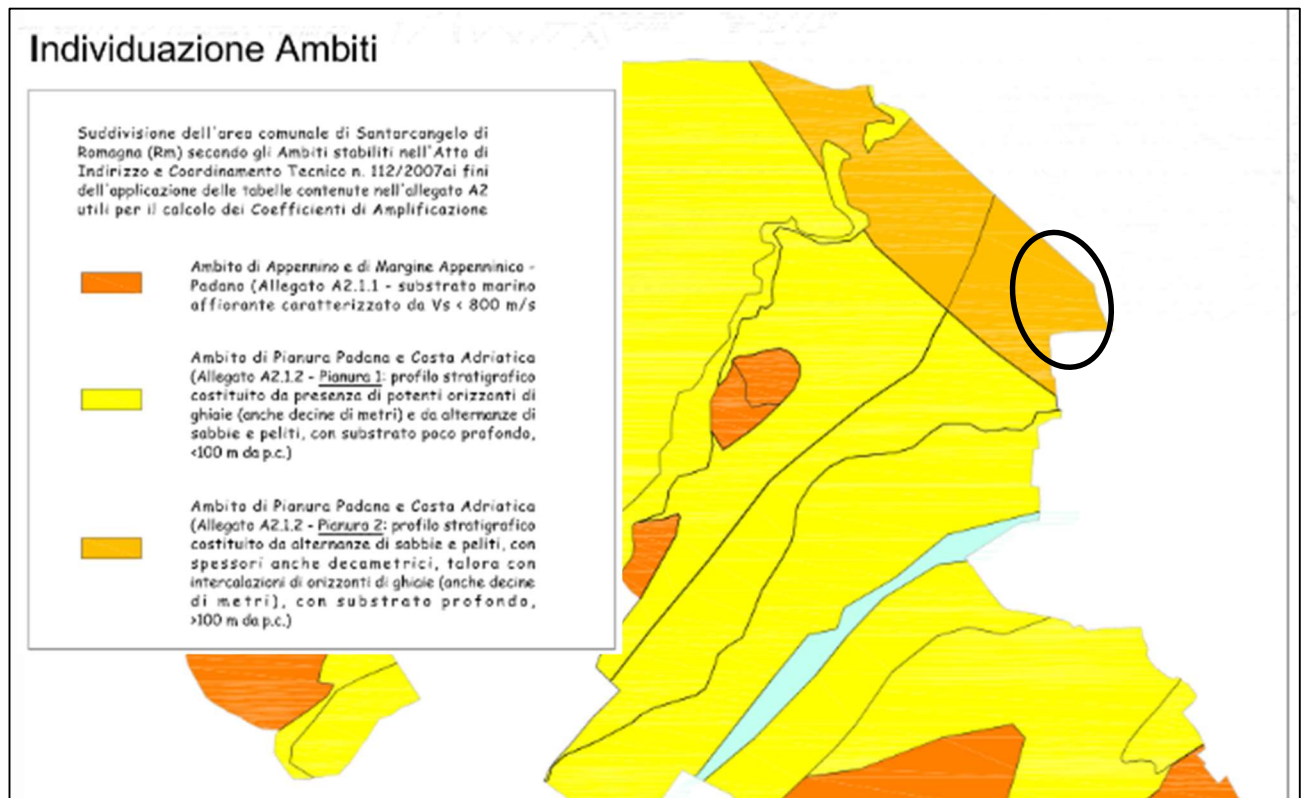 Individuazione Ambiti
Suddivisione dell'area comunale di Santarcangelo di
Romagna (Rm) secondo gli Ambiti stabiliti nell'Atto di
Indirizzo e Coordinamento Tecnico n. 112/2007ai fini
dell'applicazione delle tabelle contenute nell'allegato A2
utili per il calcolo dei Coefficienti di Amplificazione
Ambito di Appennino e di Margine Appenninico -
Padano (Allegato A2.1.1 - substrato marino
affiorante caratterizzato da Vs < 800 m/s
Ambito di Pianura Padana e Costa Adriatica
(Allegato A2.1.2 - Pianura 1: profilo stratigrafico
costituito da presenza di potenti orizzonti di
ghiaie (anche decine di metri) e da alternanze di
sabbie e peliti, con substrato poco profondo,
<100 m da p.c.)
Ambito di Pianura Padana e Costa Adriatica
(Allegato A2.1.2 - Pianura 2: profilo stratigrafico
costituito da alternanze di sabbie e peliti, con
spessori anche decametrici, talora con
intercalazioni di orizzonti di ghiaie (anche decine
di metri), con substrato profondo,
>100 m da p.c.)